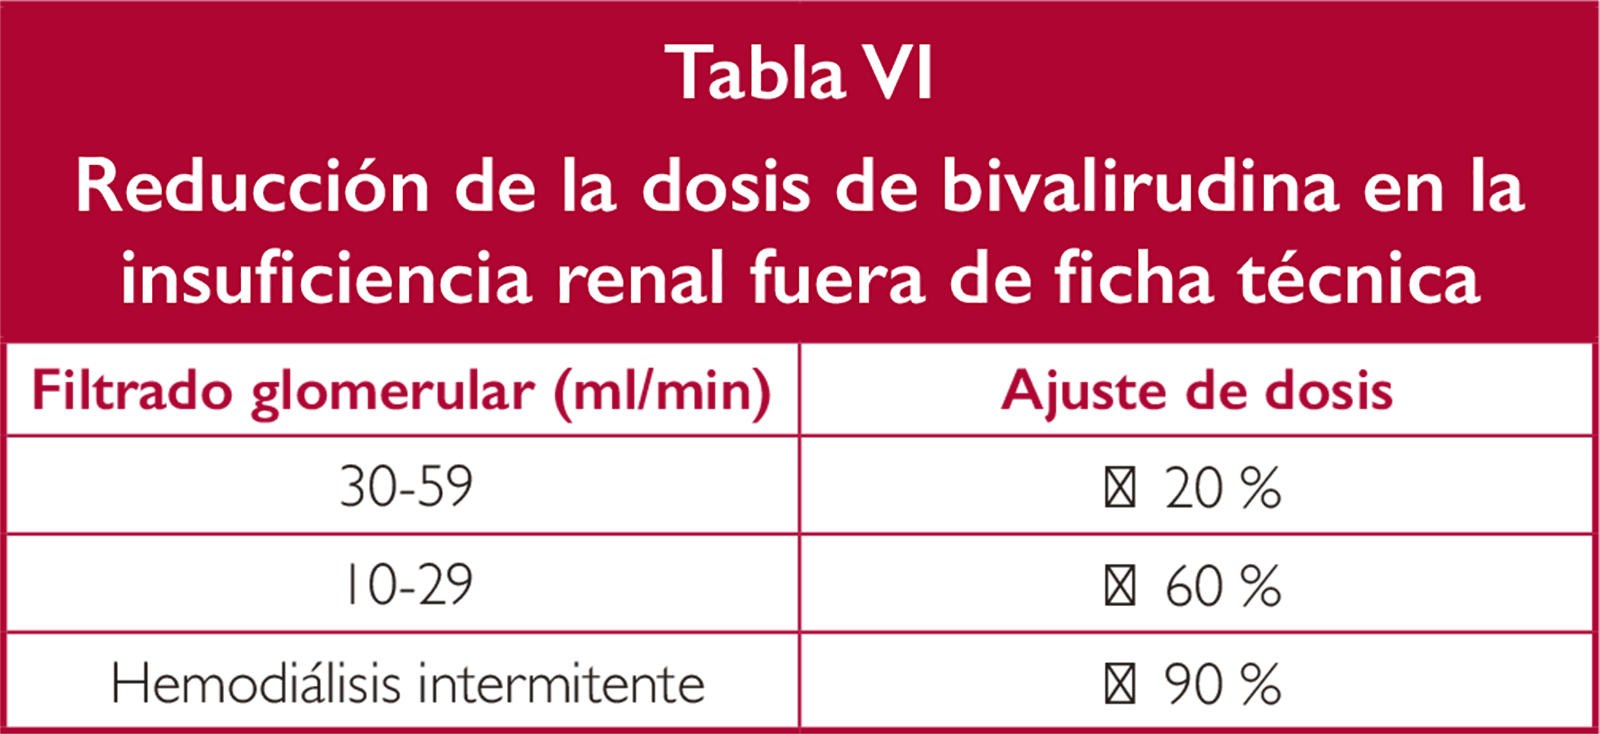 Tabla VI
Reducción de la dosis de bivalirudina en la
insuficiencia renal fuera de ficha técnica
Filtrado glomerular (ml/min) Ajuste de dosis
30-59 ☒ 20 %
10-29 ☒ 60 %
Hemodiálisis intermitente ☒ 90 %